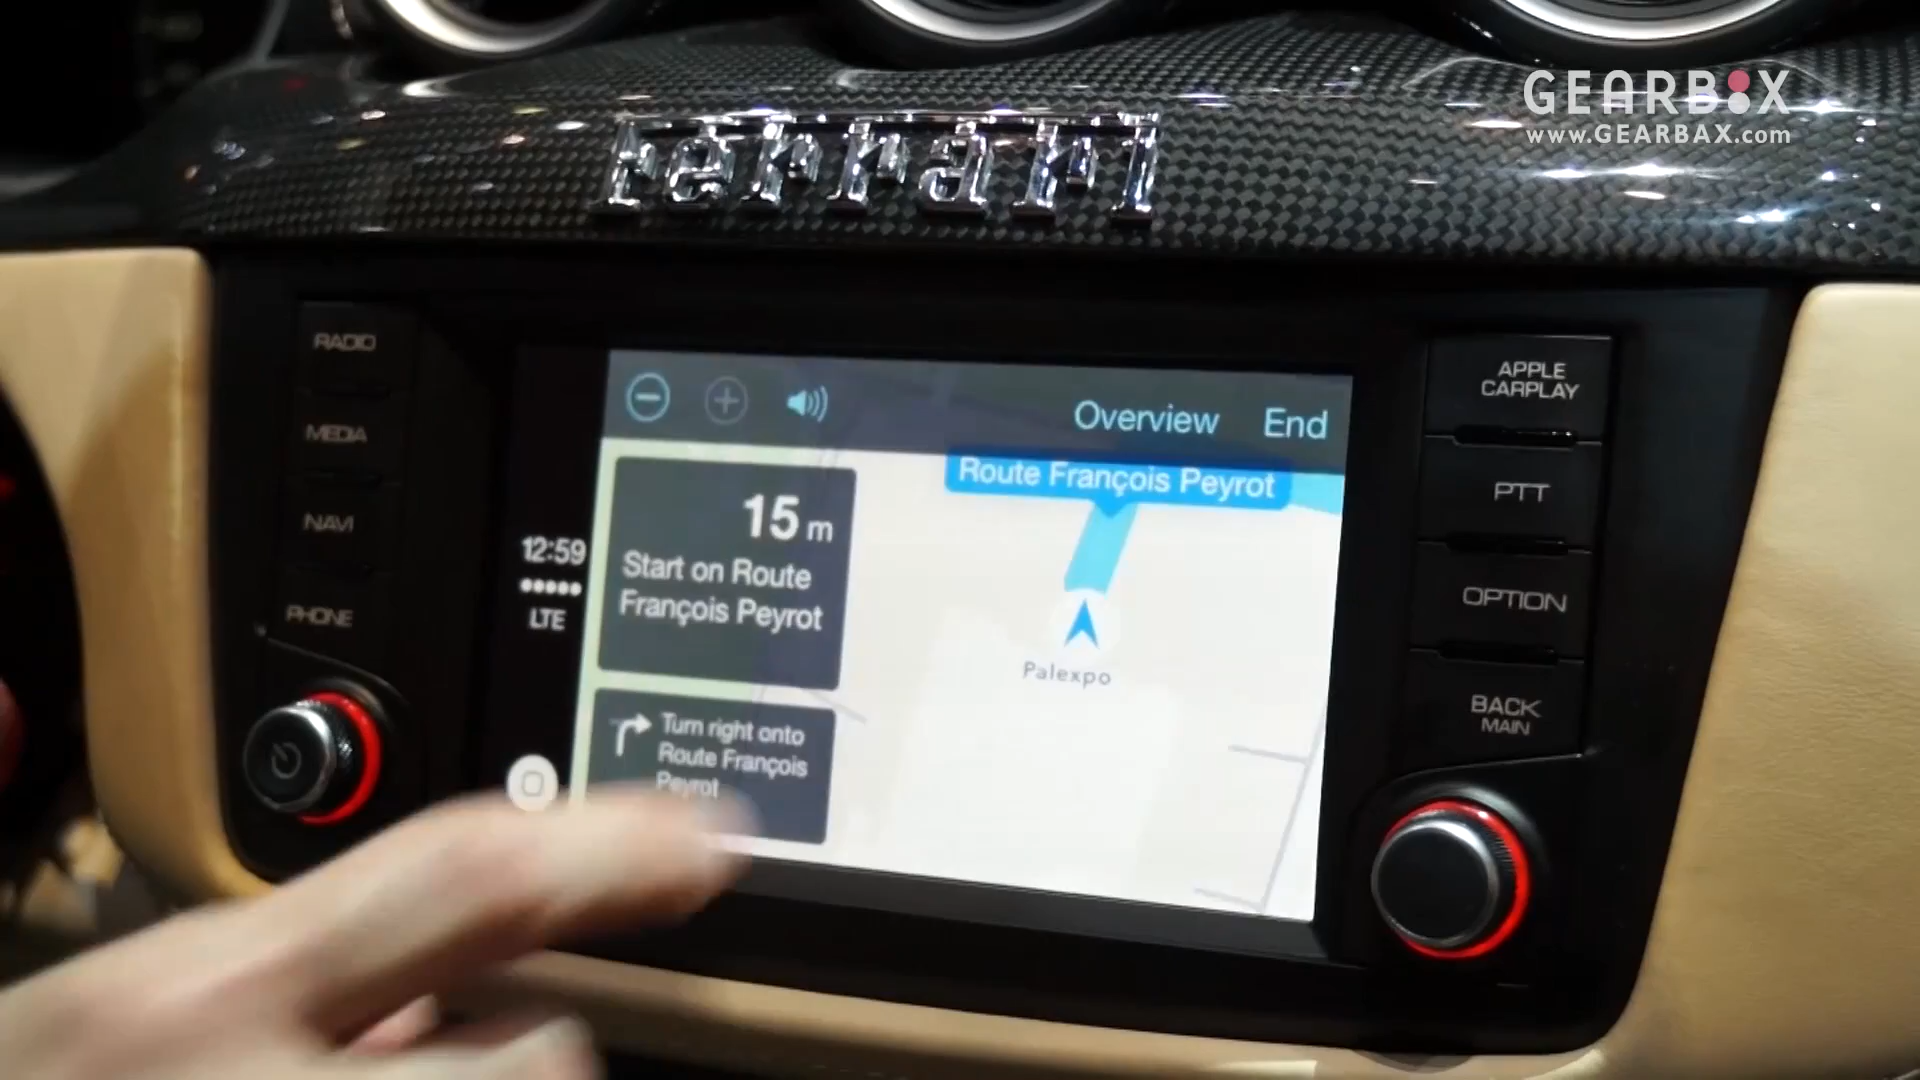 GEARBOX
www.GEARBAX.com
Ferrari
RADIO
MEDIA
NAVI
PHONE
12:59
LTE
Overview
End
15 m
Start on Route
François Peyrot
Turn right onto
Route François
Peyrot
Route François Peyrot
Palexpo
APPLE
CARPLAY
PTT
OPTION
BACK
MAIN